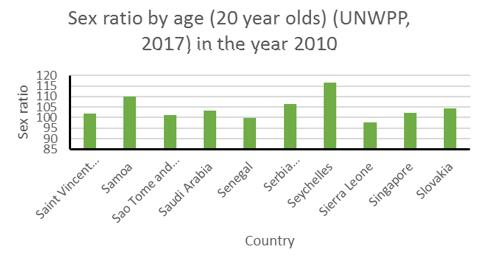 Sex ratio by age (20 year olds) (UNWPP,
2017) in the year 2010
Sex ratio
120
115
110
105
100
95
90
85
Saint Vincent...
Samoa
Sao Tome and...
Saudi Arabia
Senegal
Serbia...
Seychelles
Sierra Leone
Singapore
Slovakia
Country